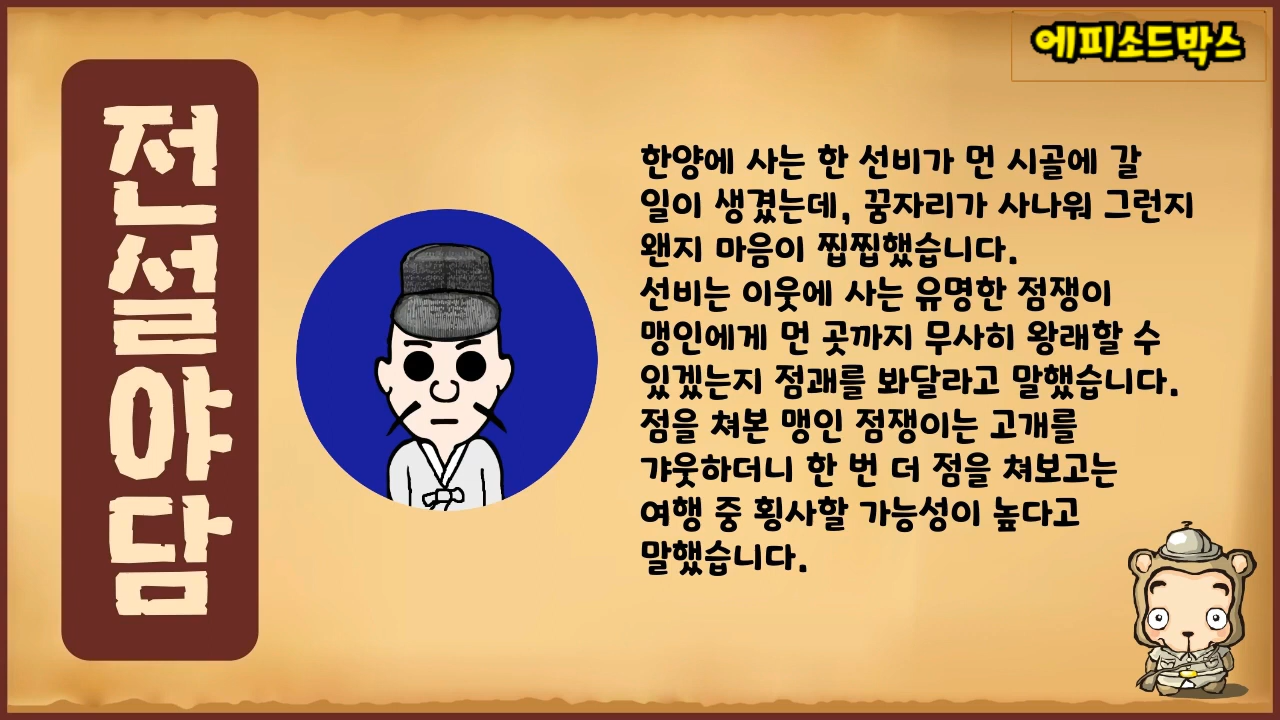 에피소드박스
전설야담
한양에 사는 한 선비가 먼 시골에 갈
일이 생겼는데, 꿈자리가 사나워 그런지
왠지 마음이 찝찝했습니다.
선비는 이웃에 사는 유명한 점쟁이
맹인에게 먼 곳까지 무사히 왕래할 수
있겠는지 점괘를 봐달라고 말했습니다.
점을 쳐본 맹인 점쟁이는 고개를
갸웃하더니 한 번 더 점을 쳐보고는
여행 중 횡사할 가능성이 높다고
말했습니다.